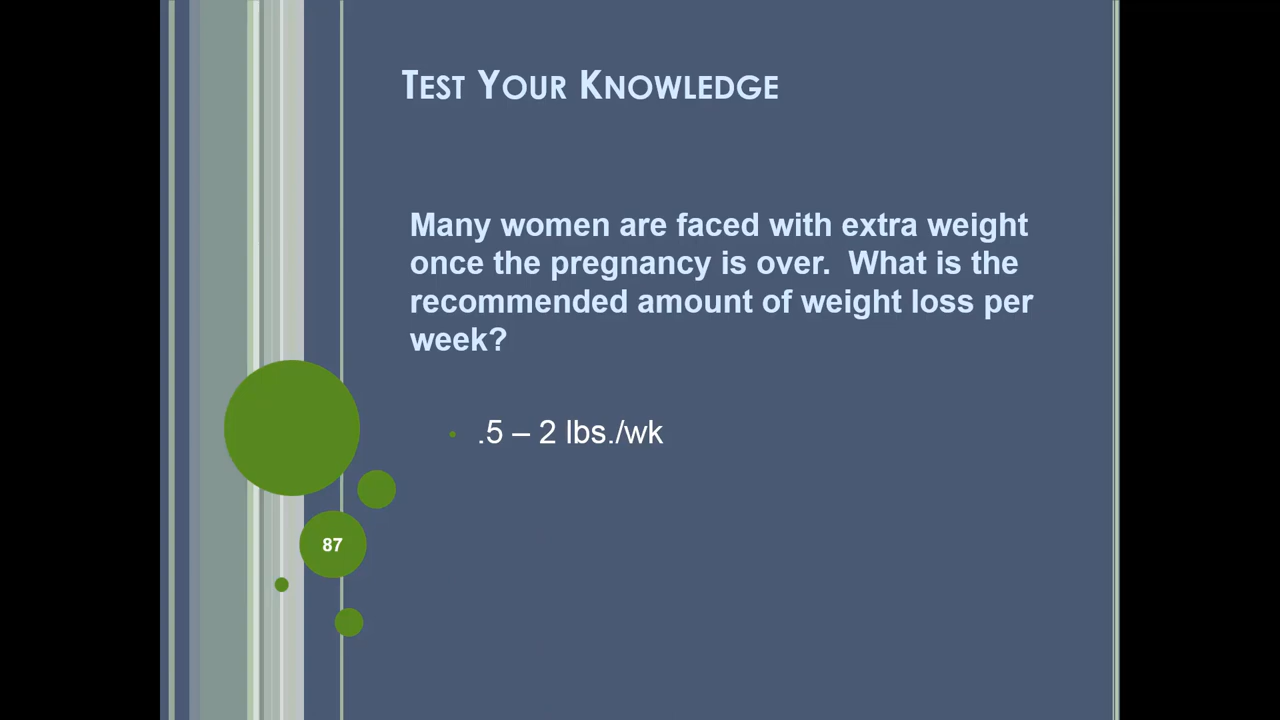 Test Your Knowledge
Many women are faced with extra weight
once the pregnancy is over.  What is the
recommended amount of weight loss per
week?
• .5 – 2 lbs./wk
87